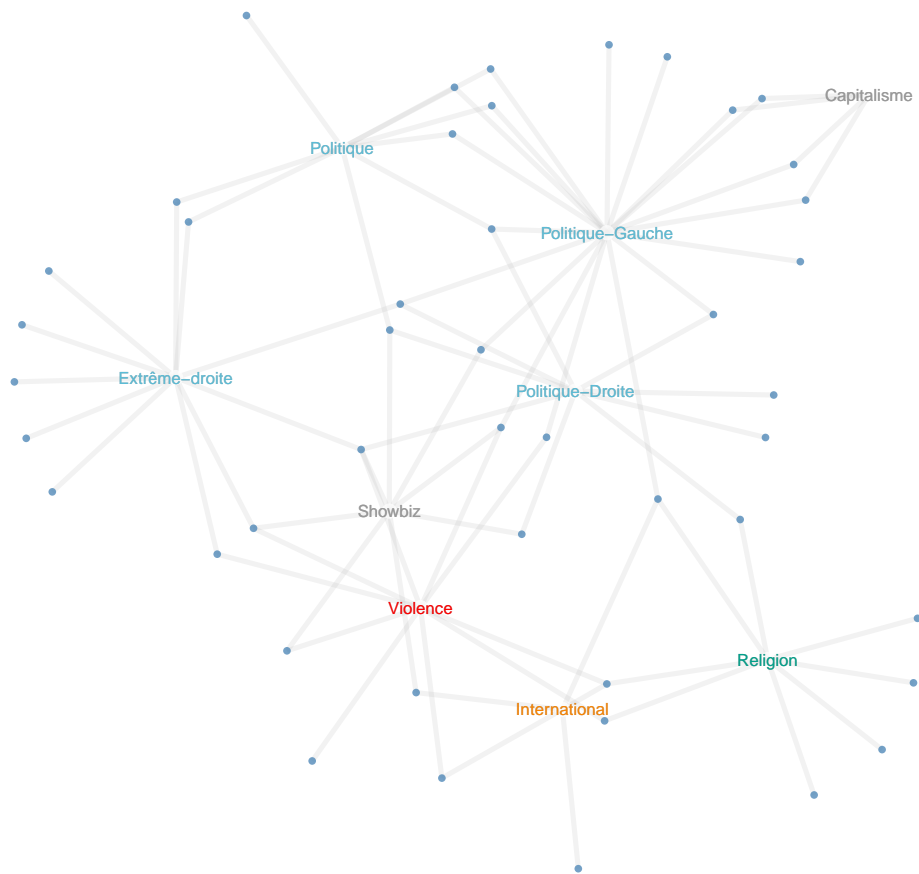 Capitalisme
Politique
Politique-Gauche
Extrême-droite
Politique-Droite
Showbiz
Violence
Religion
International